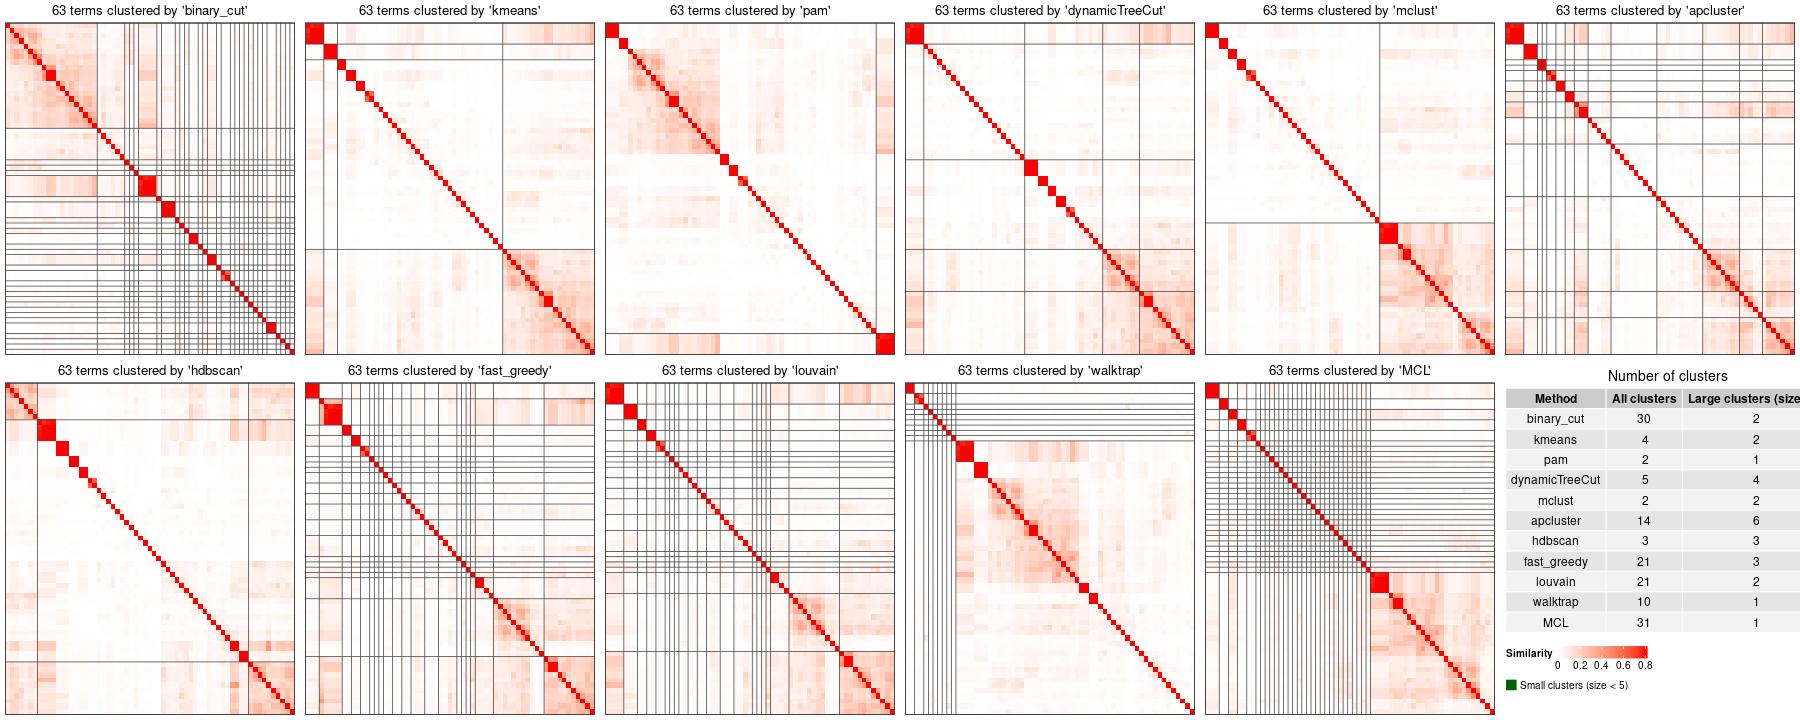 63 terms clustered by 'binary_cut'
63 terms clustered by 'kmeans'
63 terms clustered by 'pam'
63 terms clustered by 'dynamicTreeCut'
63 terms clustered by 'mclust'
63 terms clustered by 'apcluster'
63 terms clustered by 'hdbscan'
63 terms clustered by 'fast_greedy'
63 terms clustered by 'louvain'
63 terms clustered by 'walktrap'
63 terms clustered by 'MCL'
Number of clusters
Method All clusters Large clusters (size
binary_cut 30 2
kmeans 4 2
pam 2 1
dynamicTreeCut 5 4
mclust 2 2
apcluster 14 6
hdbscan 3 3
fast_greedy 21 3
louvain 21 2
walktrap 10 1
MCL 31 1
Similarity
0 0.2 0.4 0.6 0.8
Small clusters (size < 5)